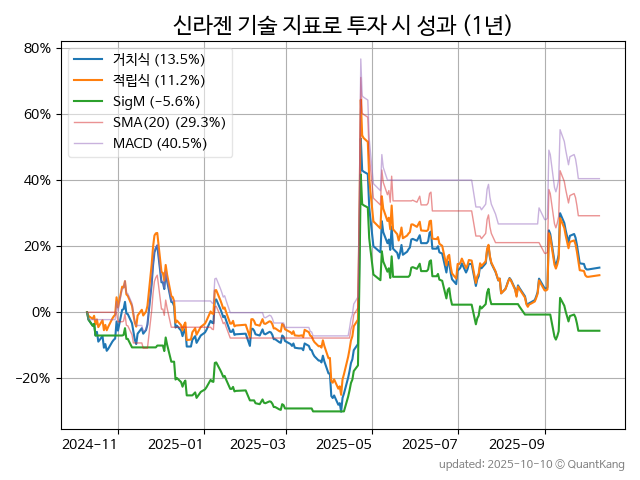 신라젠 기술 지표로 투자 시 성과 (1년)
80%
60%
40%
20%
0%
−20%
거치식 (13.5%)
적립식 (11.2%)
SigM (-5.6%)
SMA(20) (29.3%)
MACD (40.5%)
2024-11
2025-01
2025-03
2025-05
2025-07
2025-09
updated: 2025-10-10 © QuantKang